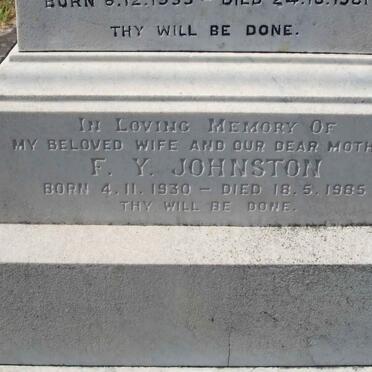 THY WILL BE DONE.
In Loving Memory Of
MY BELOVED WIFE AND OUR DEAR MOTH
F. Y. JOHNSTON
BORN 4.11.1930 — DIED 18.5.1985
THY WILL BE DONE.